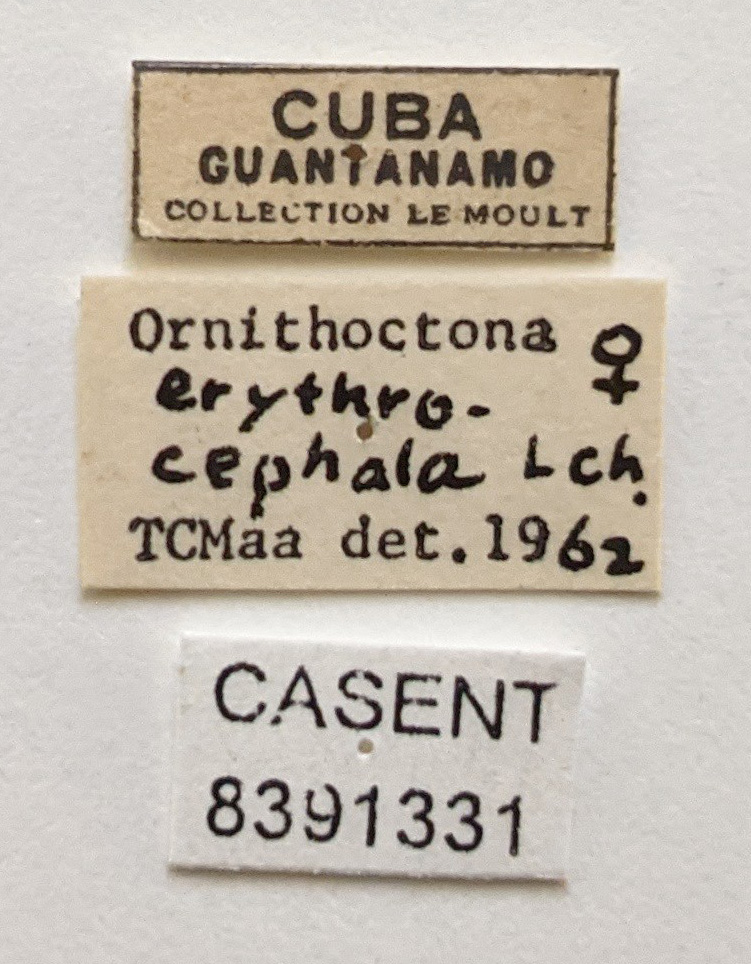 CUBA
GUANTANAMO
COLLECTION LE MOULT
Ornithoctona ♀
erythro-
cephala Lch.
TCMaa det. 1962
CASENT
8391331